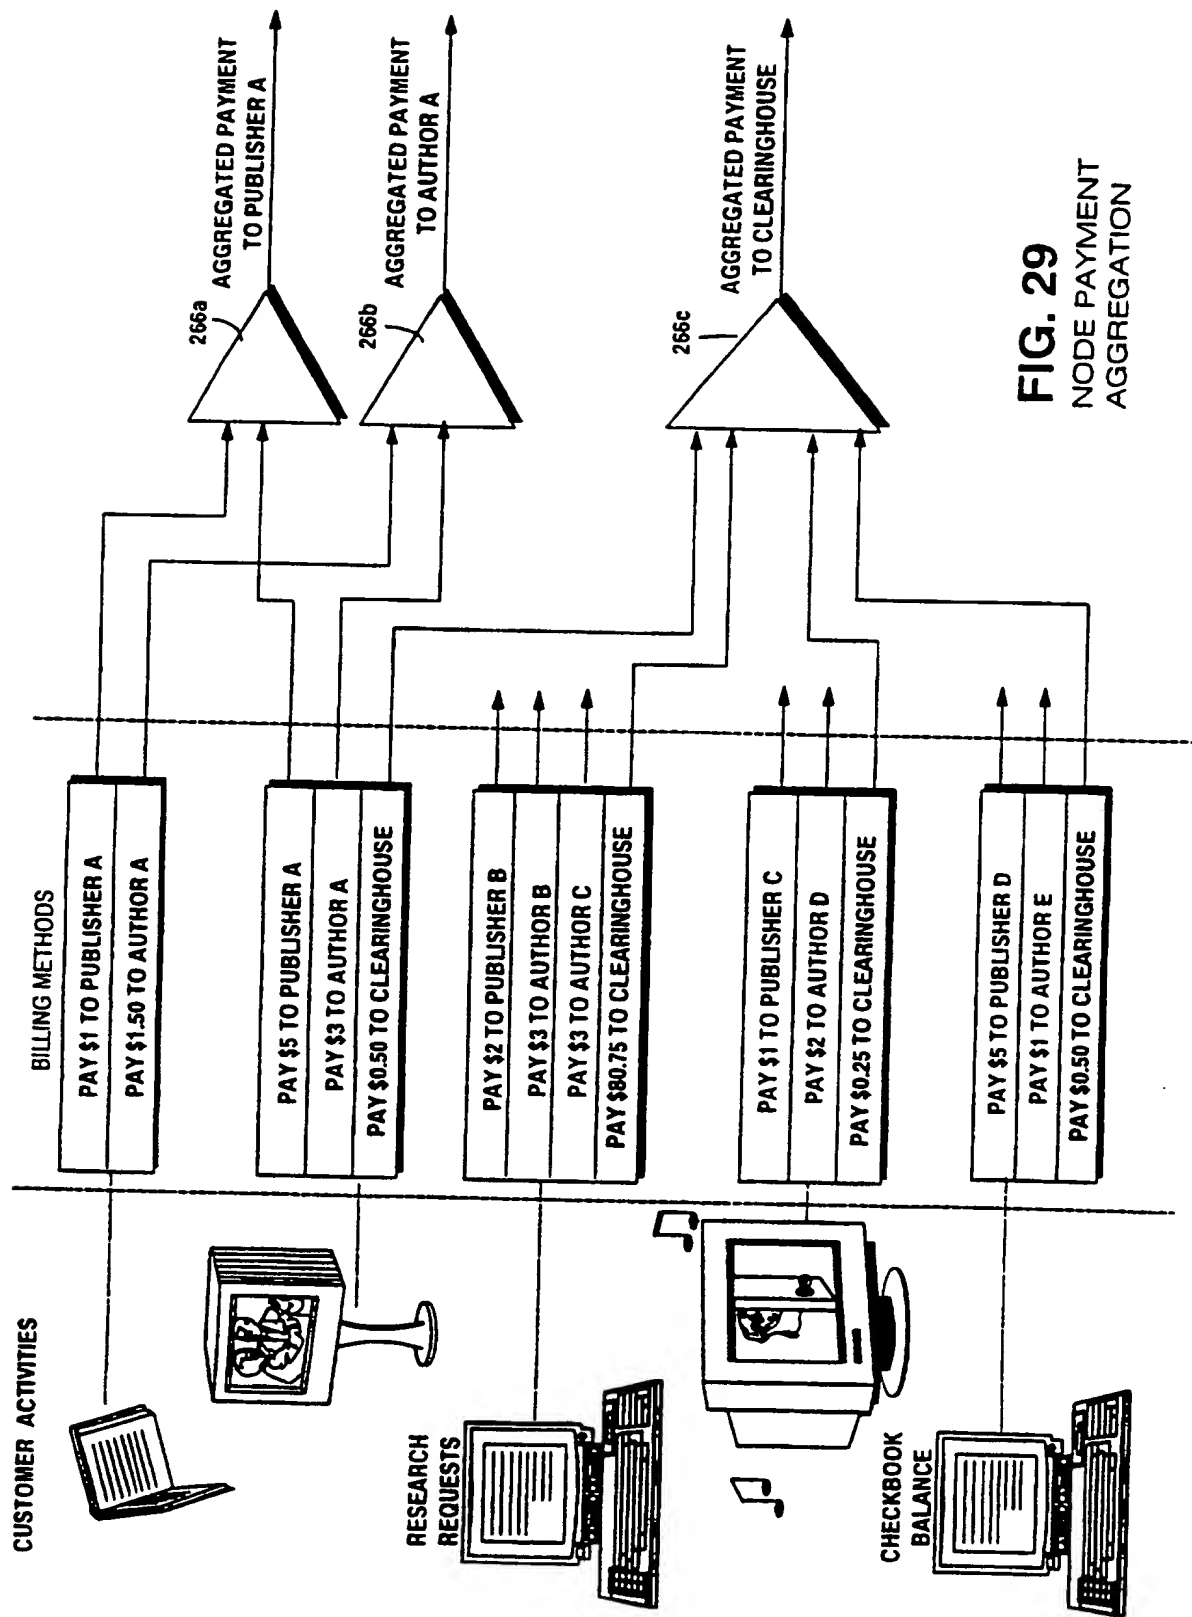 CUSTOMER ACTIVITIES
RESEARCH
REQUESTS
CHECKBOOK
BALANCE
BILLING METHODS
PAY $1 TO PUBLISHER A
PAY $1.50 TO AUTHOR A
PAY $5 TO PUBLISHER A
PAY $3 TO AUTHOR A
PAY $0.50 TO CLEARINGHOUSE
PAY $2 TO PUBLISHER B
PAY $3 TO AUTHOR B
PAY $3 TO AUTHOR C
PAY $80.75 TO CLEARINGHOUSE
PAY $1 TO PUBLISHER C
PAY $2 TO AUTHOR D
PAY $0.25 TO CLEARINGHOUSE
PAY $5 TO PUBLISHER D
PAY $1 TO AUTHOR E
PAY $0.50 TO CLEARINGHOUSE
266a
AGGREGATED PAYMENT
TO PUBLISHER A
266b
AGGREGATED PAYMENT
TO AUTHOR A
266c
AGGREGATED PAYMENT
TO CLEARINGHOUSE
FIG. 29
NODE PAYMENT
AGGREGATION